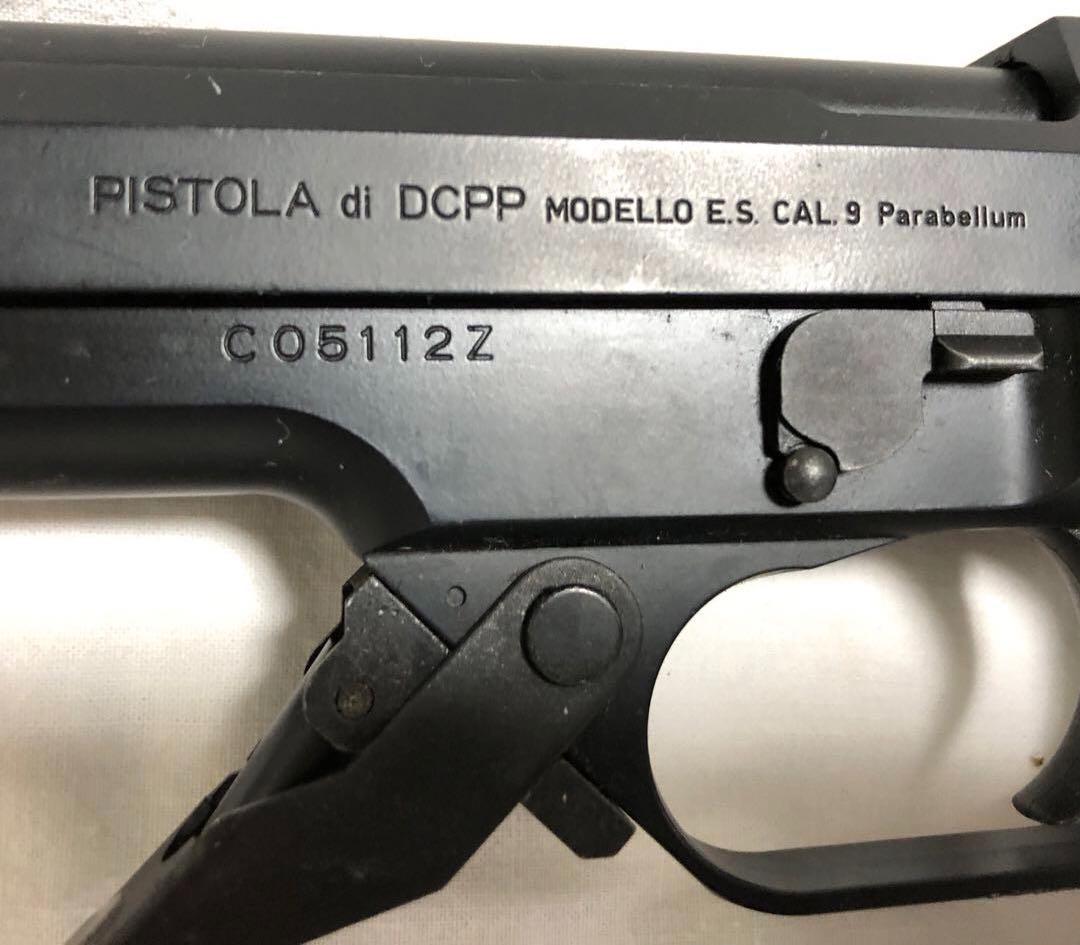 PISTOLA di DCPP MODELLO E.S. CAL. 9 Parabellum
C05112Z